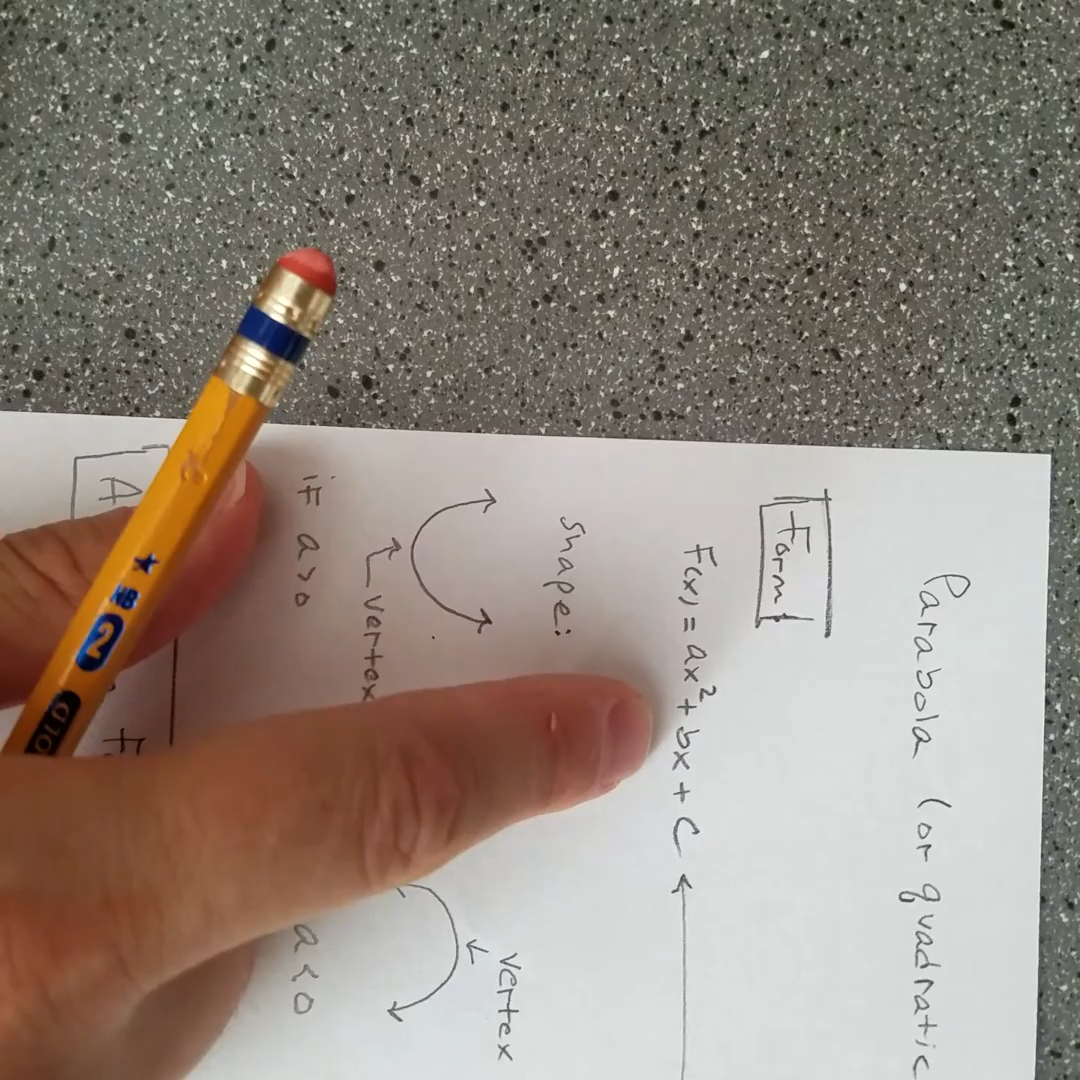 Parabola (or quadratic
Form
F(x) = ax² + bx + c
shape:
vertex
vertex
if a > 0
a < 0
A
HB
2